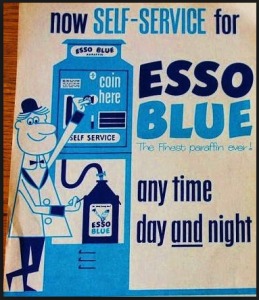 now SELF-SERVICE for
ESSO BLUE
PARAFFIN
coin
here
SELF SERVICE
ESSO
BLUE
The finest paraffin ever!
ESSO
BLUE
any time
day and night